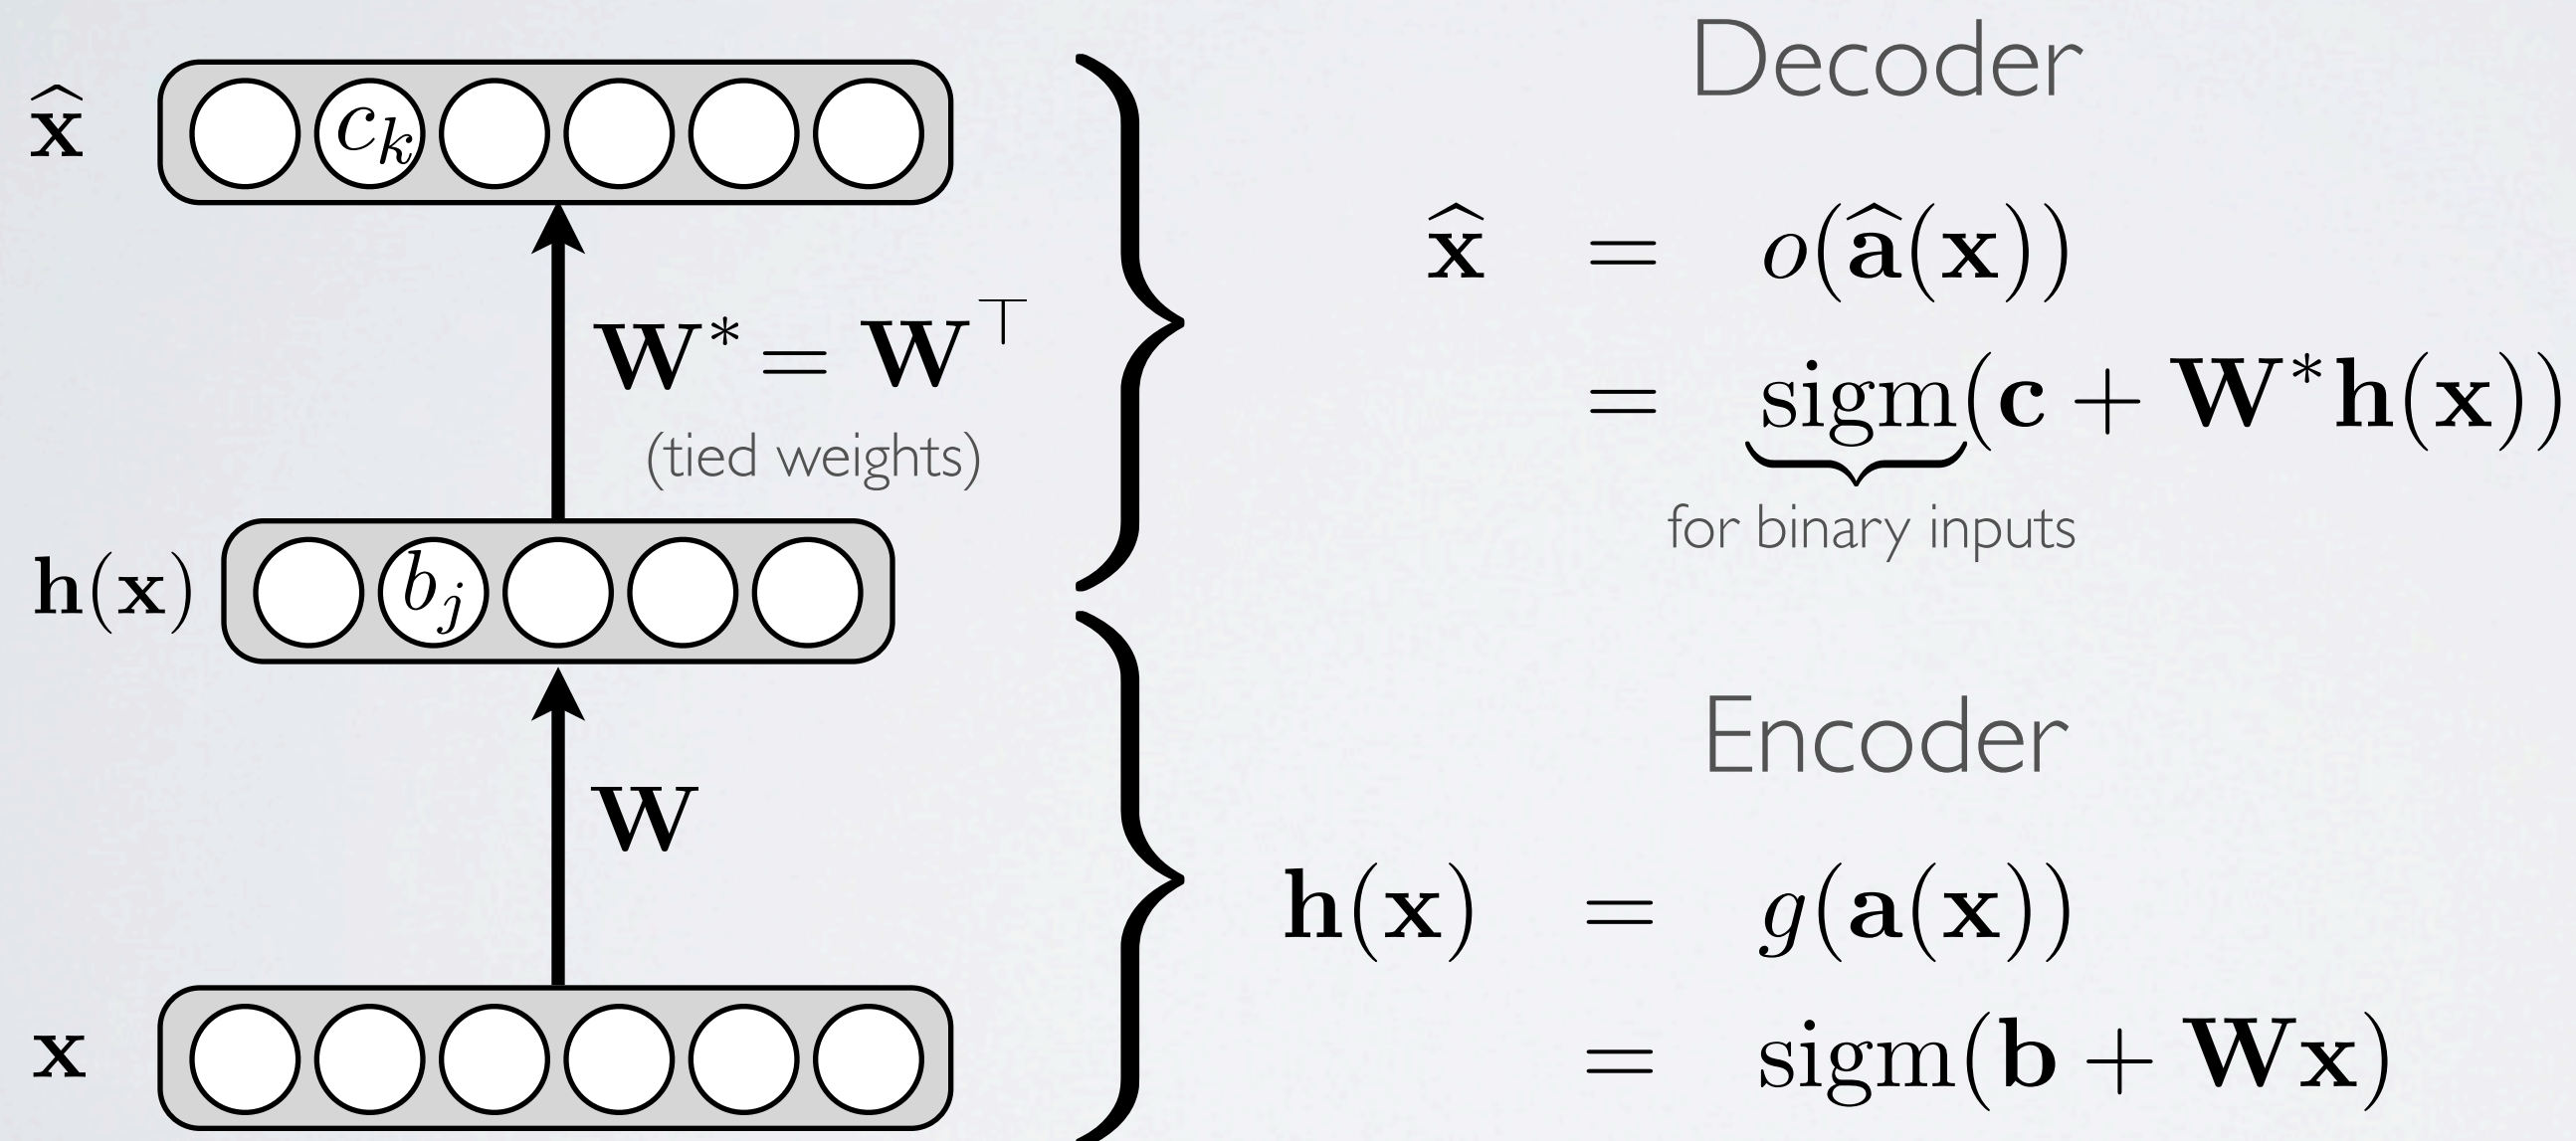 Decoder
x̂
c_k
x̂ = o(â(x))
W* = W^⊤
(tied weights)
= sigm(c + W*h(x))
for binary inputs
h(x)
b_j
Encoder
W
h(x) = g(a(x))
x
= sigm(b + Wx)